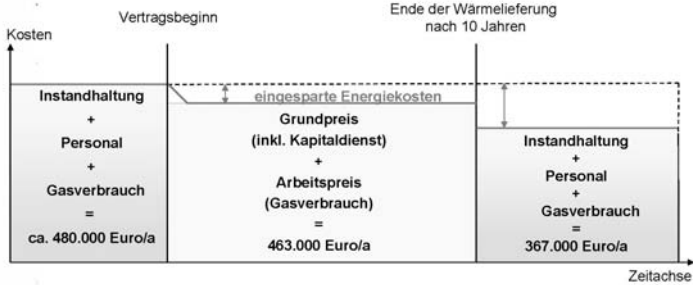 Vertragsbeginn
Ende der Wärmelieferung
nach 10 Jahren
Kosten
eingesparte Energiekosten
Instandhaltung
+
Personal
+
Gasverbrauch
=
ca. 480.000 Euro/a
Grundpreis
(inkl. Kapitaldienst)
+
Arbeitspreis
(Gasverbrauch)
=
463.000 Euro/a
Instandhaltung
+
Personal
+
Gasverbrauch
=
367.000 Euro/a
Zeitachse